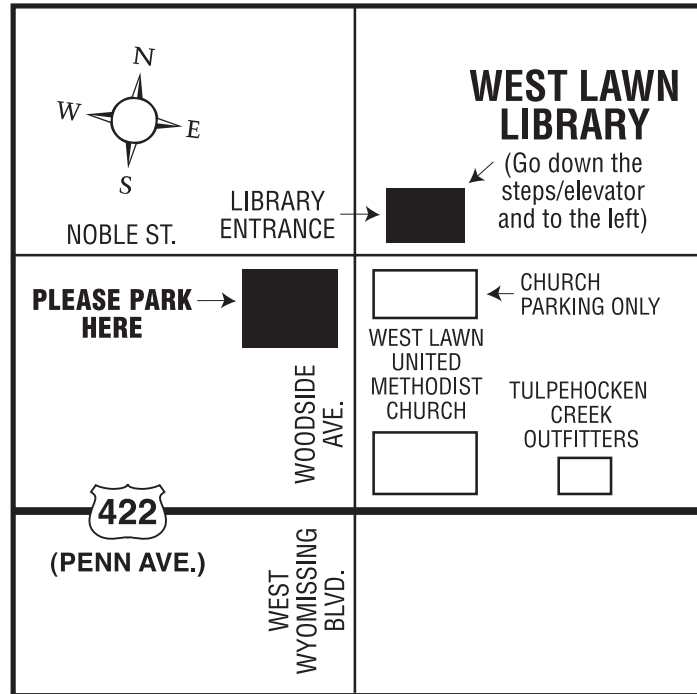 N
W
E
S
WEST LAWN
LIBRARY
(Go down the
steps/elevator
and to the left)
LIBRARY
ENTRANCE
NOBLE ST.
PLEASE PARK
HERE
CHURCH
PARKING ONLY
WEST LAWN
UNITED
METHODIST
CHURCH
TULPEHOCKEN
CREEK
OUTFITTERS
WOODSIDE
AVE.
422
(PENN AVE.)
WEST
WYOMISSING
BLVD.